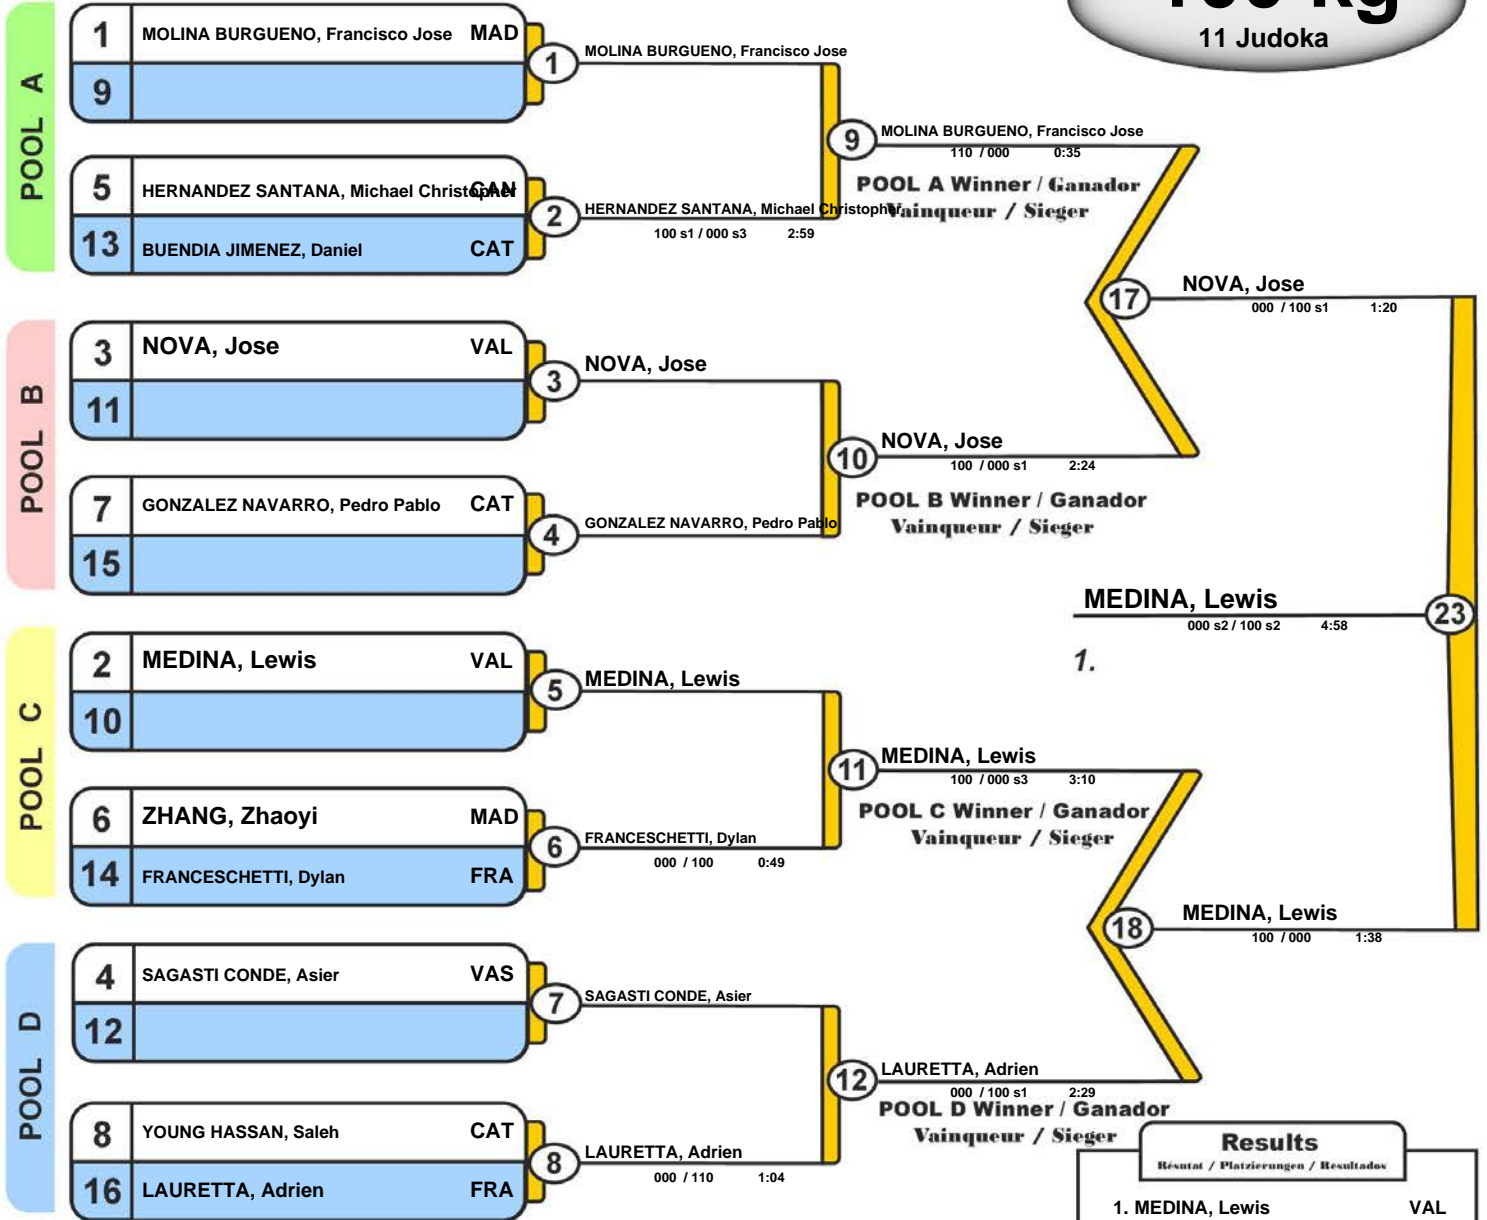 100 kg
11 Judoka
POOL A
1 MOLINA BURGUENO, Francisco Jose MAD
9
5 HERNANDEZ SANTANA, Michael Christopher CAN
13 BUENDIA JIMENEZ, Daniel CAT
POOL B
3 NOVA, Jose VAL
11
7 GONZALEZ NAVARRO, Pedro Pablo CAT
15
POOL C
2 MEDINA, Lewis VAL
10
6 ZHANG, Zhaoyi MAD
14 FRANCESCHETTI, Dylan FRA
POOL D
4 SAGASTI CONDE, Asier VAS
12
8 YOUNG HASSAN, Saleh CAT
16 LAURETTA, Adrien FRA
1 MOLINA BURGUENO, Francisco Jose
2 HERNANDEZ SANTANA, Michael Christopher
100 s1 / 000 s3 2:59
3 NOVA, Jose
4 GONZALEZ NAVARRO, Pedro Pablo
5 MEDINA, Lewis
6 FRANCESCHETTI, Dylan
000 / 100 0:49
7 SAGASTI CONDE, Asier
8 LAURETTA, Adrien
000 / 110 1:04
9 MOLINA BURGUENO, Francisco Jose
110 / 000 0:35
POOL A Winner / Ganador
Vainqueur / Sieger
10 NOVA, Jose
100 / 000 s1 2:24
POOL B Winner / Ganador
Vainqueur / Sieger
11 MEDINA, Lewis
100 / 000 s3 3:10
POOL C Winner / Ganador
Vainqueur / Sieger
12 LAURETTA, Adrien
000 / 100 s1 2:29
POOL D Winner / Ganador
Vainqueur / Sieger
17 NOVA, Jose
000 / 100 s1 1:20
18 MEDINA, Lewis
100 / 000 1:38
MEDINA, Lewis 23
000 s2 / 100 s2 4:58
1.
Results
Résutat / Platzierungen / Resultados
1. MEDINA, Lewis VAL